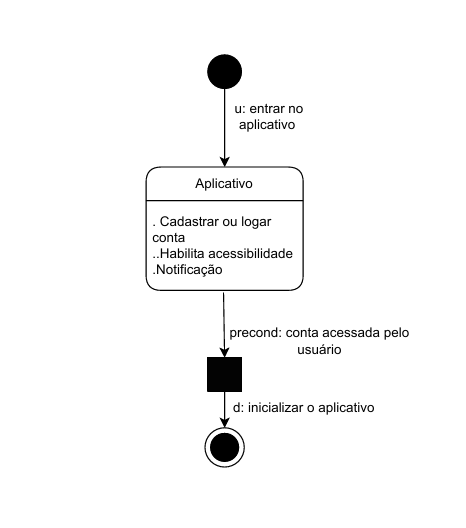 u: entrar no
aplicativo
Aplicativo
. Cadastrar ou logar
conta
..Habilita acessibilidade
.Notificação
precond: conta acessada pelo
usuário
d: inicializar o aplicativo